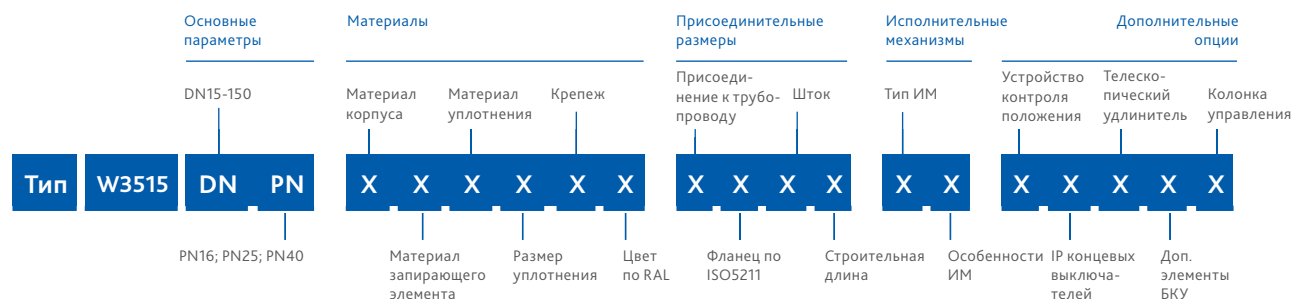 Основные
параметры
Материалы
Присоединительные
размеры
Исполнительные
механизмы
Дополнительные
опции
DN15-150
Материал
корпуса
Материал
уплотнения
Крепеж
Присоеди-
нение к трубо-
проводу
Шток
Тип ИМ
Устройство
контроля
положения
Телеско-
пический
удлинитель
Колонка
управления
Тип W3515 DN PN X X X X X X X X X X X X X X X X X
PN16; PN25; PN40
Материал
запирающего
элемента
Размер
уплотнения
Цвет
по RAL
Фланец по
ISO5211
Строительная
длина
Особенности
ИМ
IP концевых
выключа-
телей
Доп.
элементы
БКУ